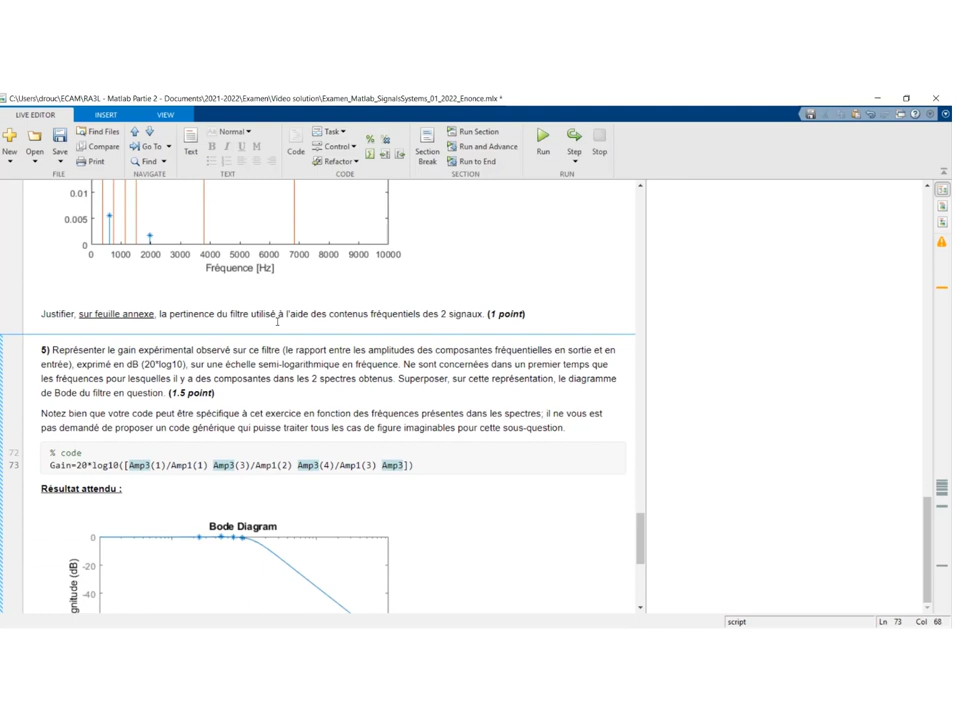 C:\Users\drouc\ECAM\RA3L - Matlab Partie 2 - Documents\2021-2022\Examen\Video solution\Examen_Matlab_SignalsSystems_01_2022_Enonce.mlx *
LIVE EDITOR INSERT VIEW
New Open Save Find Files Compare Print
Go To Find
Text Normal B I U M
Code Task Control Refactor
Section Break Run Section Run and Advance Run to End
Run Step Stop
FILE NAVIGATE TEXT CODE SECTION RUN
0.01
0.005
0
0 1000 2000 3000 4000 5000 6000 7000 8000 9000 10000
Fréquence [Hz]
Justifier, sur feuille annexe, la pertinence du filtre utilisé à l'aide des contenus fréquentiels des 2 signaux. (1 point)
5) Représenter le gain expérimental observé sur ce filtre (le rapport entre les amplitudes des composantes fréquentielles en sortie et en
entrée), exprimé en dB (20*log10), sur une échelle semi-logarithmique en fréquence. Ne sont concernées dans un premier temps que
les fréquences pour lesquelles il y a des composantes dans les 2 spectres obtenus. Superposer, sur cette représentation, le diagramme
de Bode du filtre en question. (1.5 point)
Notez bien que votre code peut être spécifique à cet exercice en fonction des fréquences présentes dans les spectres; il ne vous est
pas demandé de proposer un code générique qui puisse traiter tous les cas de figure imaginables pour cette sous-question.
72 % code
73 Gain=20*log10([Amp3(1)/Amp1(1) Amp3(3)/Amp1(2) Amp3(4)/Amp1(3) Amp3])
Résultat attendu :
Bode Diagram
0
-20
-40
gnitude (dB)
script Ln 73 Col 68